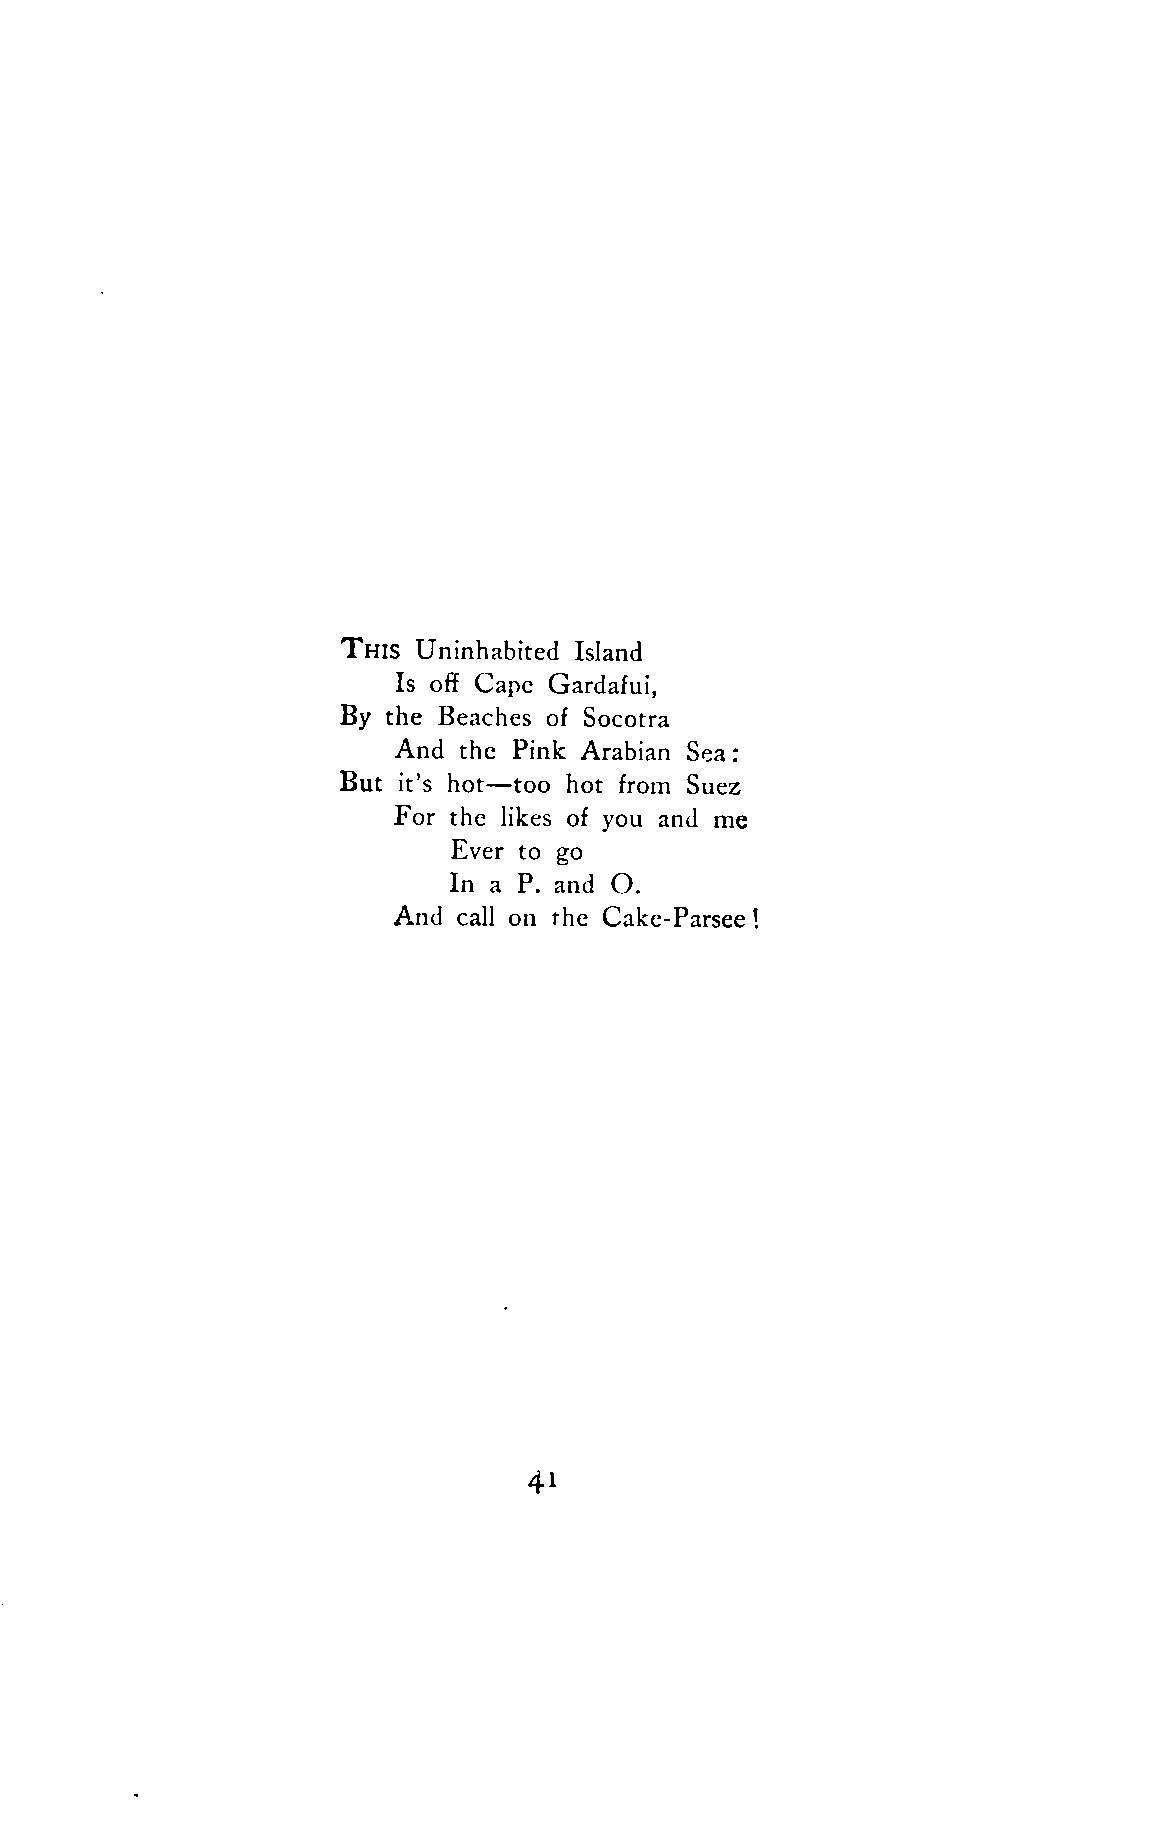 THIS Uninhabited Island
Is off Cape Gardafui,
By the Beaches of Socotra
And the Pink Arabian Sea:
But it's hot—too hot from Suez
For the likes of you and me
Ever to go
In a P. and O.
And call on the Cake-Parsee!
41